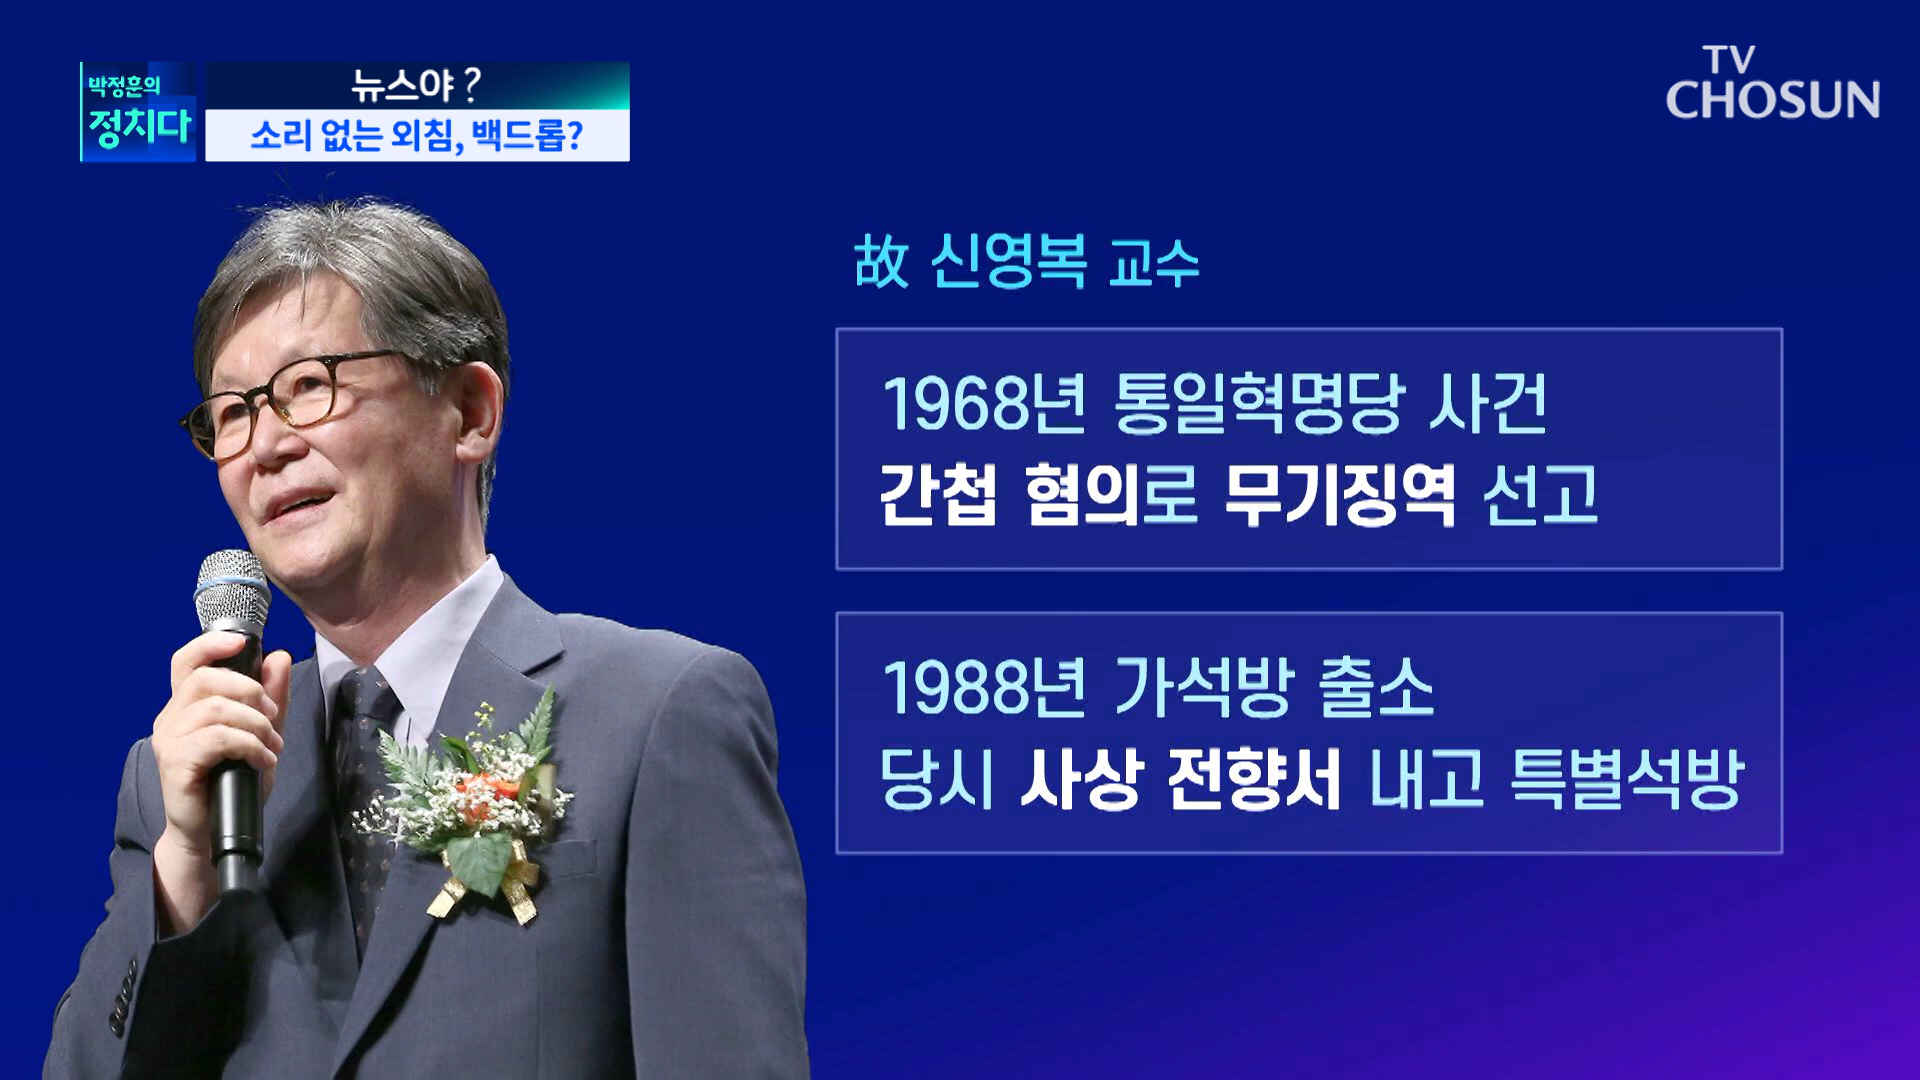 박정훈의
정치다
뉴스야?
소리 없는 외침, 백드롭?
TV
CHOSUN
故 신영복 교수
1968년 통일혁명당 사건
간첩 혐의로 무기징역 선고
1988년 가석방 출소
당시 사상 전향서 내고 특별석방